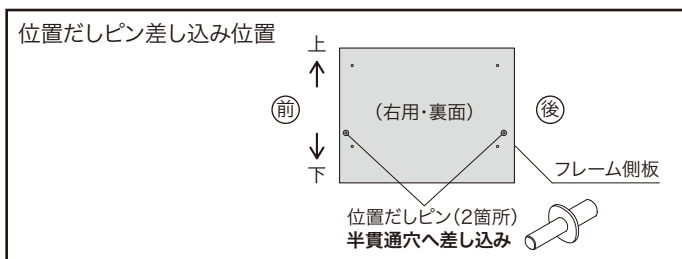 位置だしピン差し込み位置
上
前
(右用・裏面)
後
下
フレーム側板
位置だしピン(2箇所)
半貫通穴へ差し込み